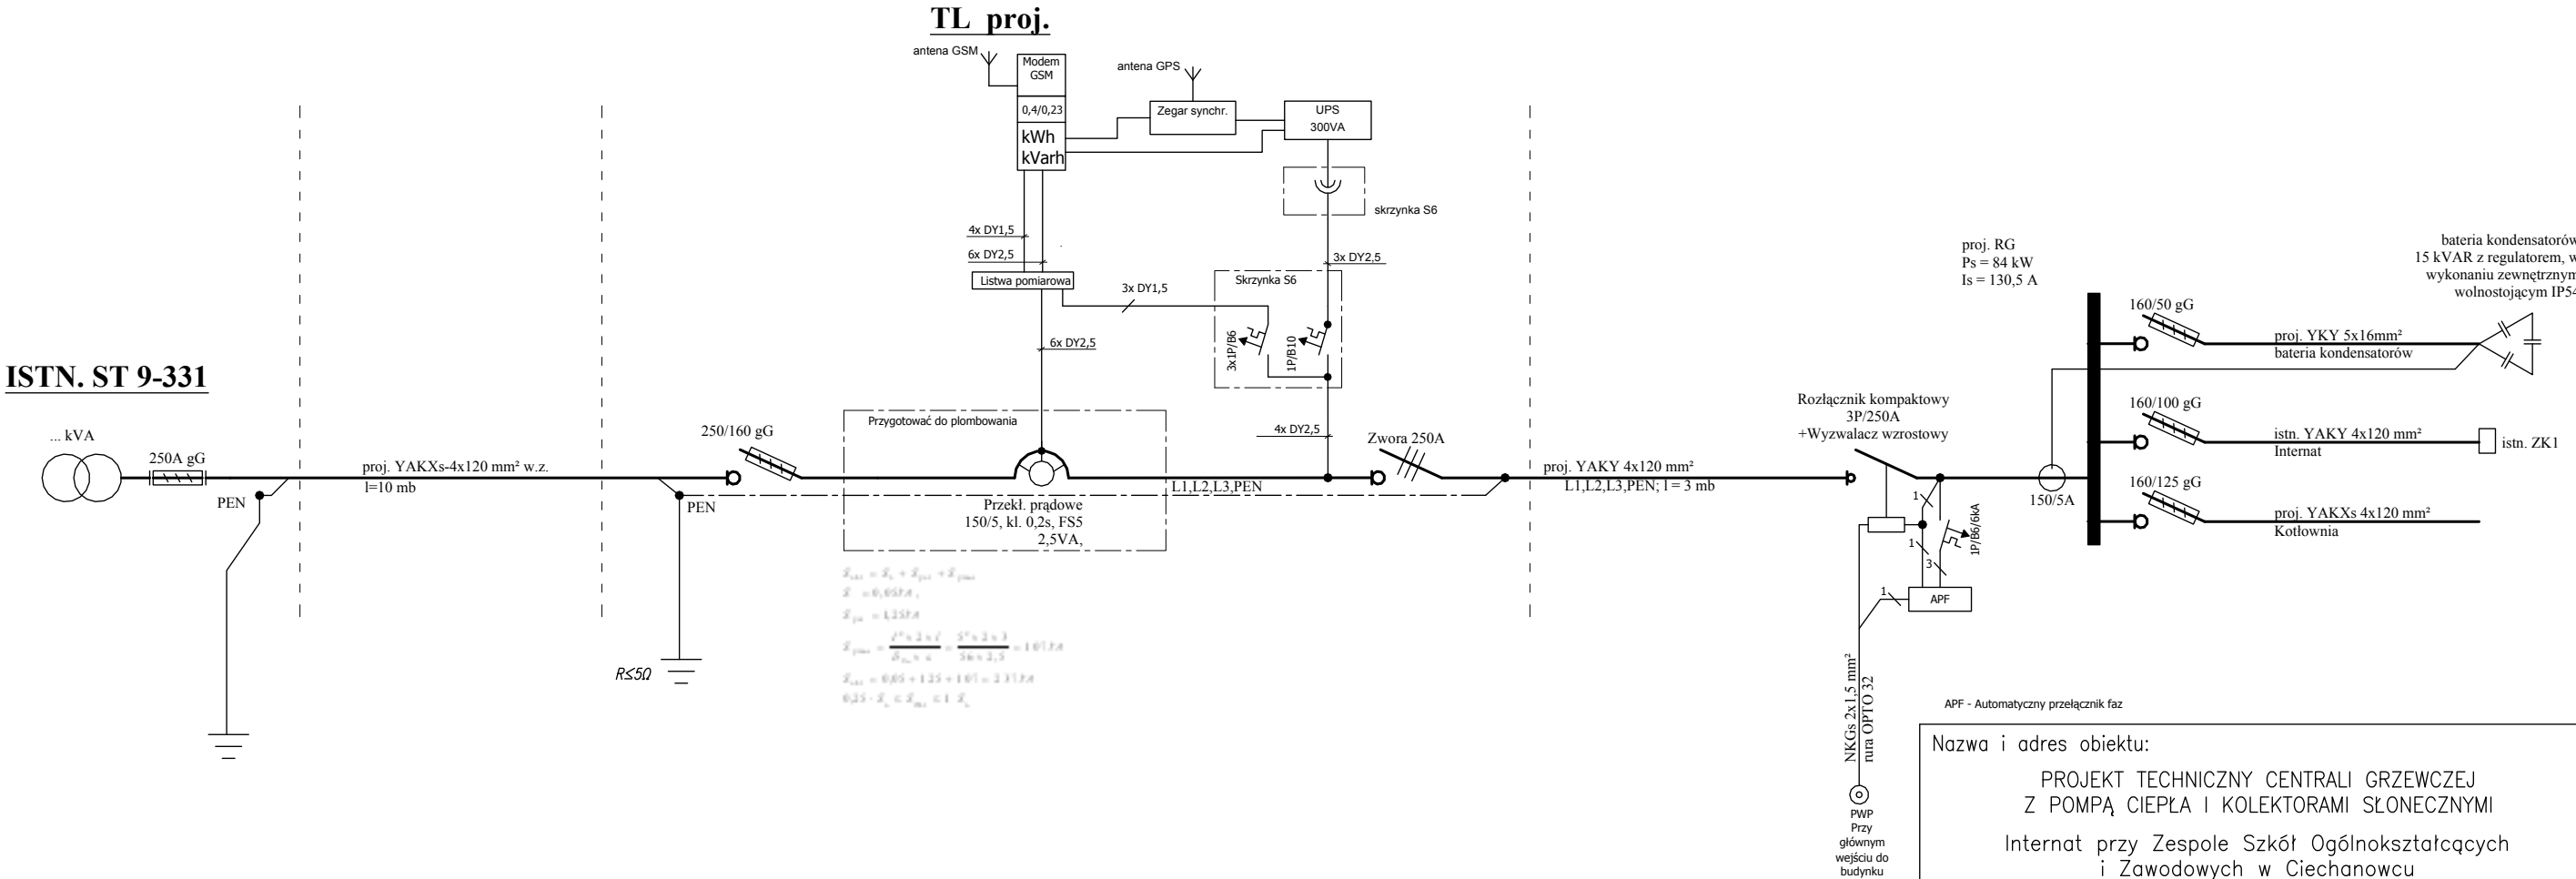 TL proj.
antena GSM
Modem
GSM
0,4/0,23
kWh
kVarh
antena GPS
Zegar synchr.
UPS
300VA
skrzynka S6
4x DY1,5
6x DY2,5
Listwa pomiarowa
3x DY1,5
Skrzynka S6
3x DY2,5
3x1P/B6
1P/B10
6x DY2,5
4x DY2,5
ISTN. ST 9-331
... kVA
250A gG
PEN
proj. YAKXs-4x120 mm² w.z.
l=10 mb
250/160 gG
PEN
R≤5Ω
Przygotować do plombowania
Przekł. prądowe
150/5, kl. 0,2s, FS5
2,5VA,
L1,L2,L3,PEN
Zwora 250A
proj. YAKY 4x120 mm²
L1,L2,L3,PEN; l = 3 mb
Rozłącznik kompaktowy
3P/250A
+Wyzwalacz wzrostowy
1
1
3
1
1P/B6/6kA
APF
NKGs 2x1,5 mm²
rura OPTO 32
PWP
Przy
głównym
wejściu do
budynku
proj. RG
Ps = 84 kW
Is = 130,5 A
150/5A
bateria kondensatorów
15 kVAR z regulatorem, w
wykonaniu zewnętrznym
wolnostojącym IP54
160/50 gG
proj. YKY 5x16mm²
bateria kondensatorów
160/100 gG
istn. YAKY 4x120 mm²
Internat
istn. ZK1
160/125 gG
proj. YAKXs 4x120 mm²
Kotłownia
APF - Automatyczny przełącznik faz
Nazwa i adres obiektu:
PROJEKT TECHNICZNY CENTRALI GRZEWCZEJ
Z POMPĄ CIEPŁA I KOLEKTORAMI SŁONECZNYMI
Internat przy Zespole Szkół Ogólnokształcących
i Zawodowych w Ciechanowcu